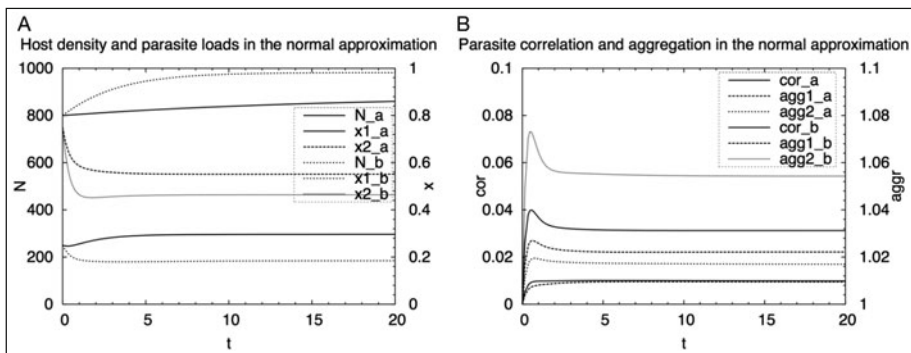 A
Host density and parasite loads in the normal approximation
1000
800
600
400
200
0
N
1
0.8
0.6
0.4
0.2
0
x
N_a
x1_a
x2_a
N_b
x1_b
x2_b
0
5
10
15
20
t
B
Parasite correlation and aggregation in the normal approximation
0.1
0.08
0.06
0.04
0.02
0
cor
1.1
1.08
1.06
1.04
1.02
1
aggr
cor_a
agg1_a
agg2_a
cor_b
agg1_b
agg2_b
0
5
10
15
20
t